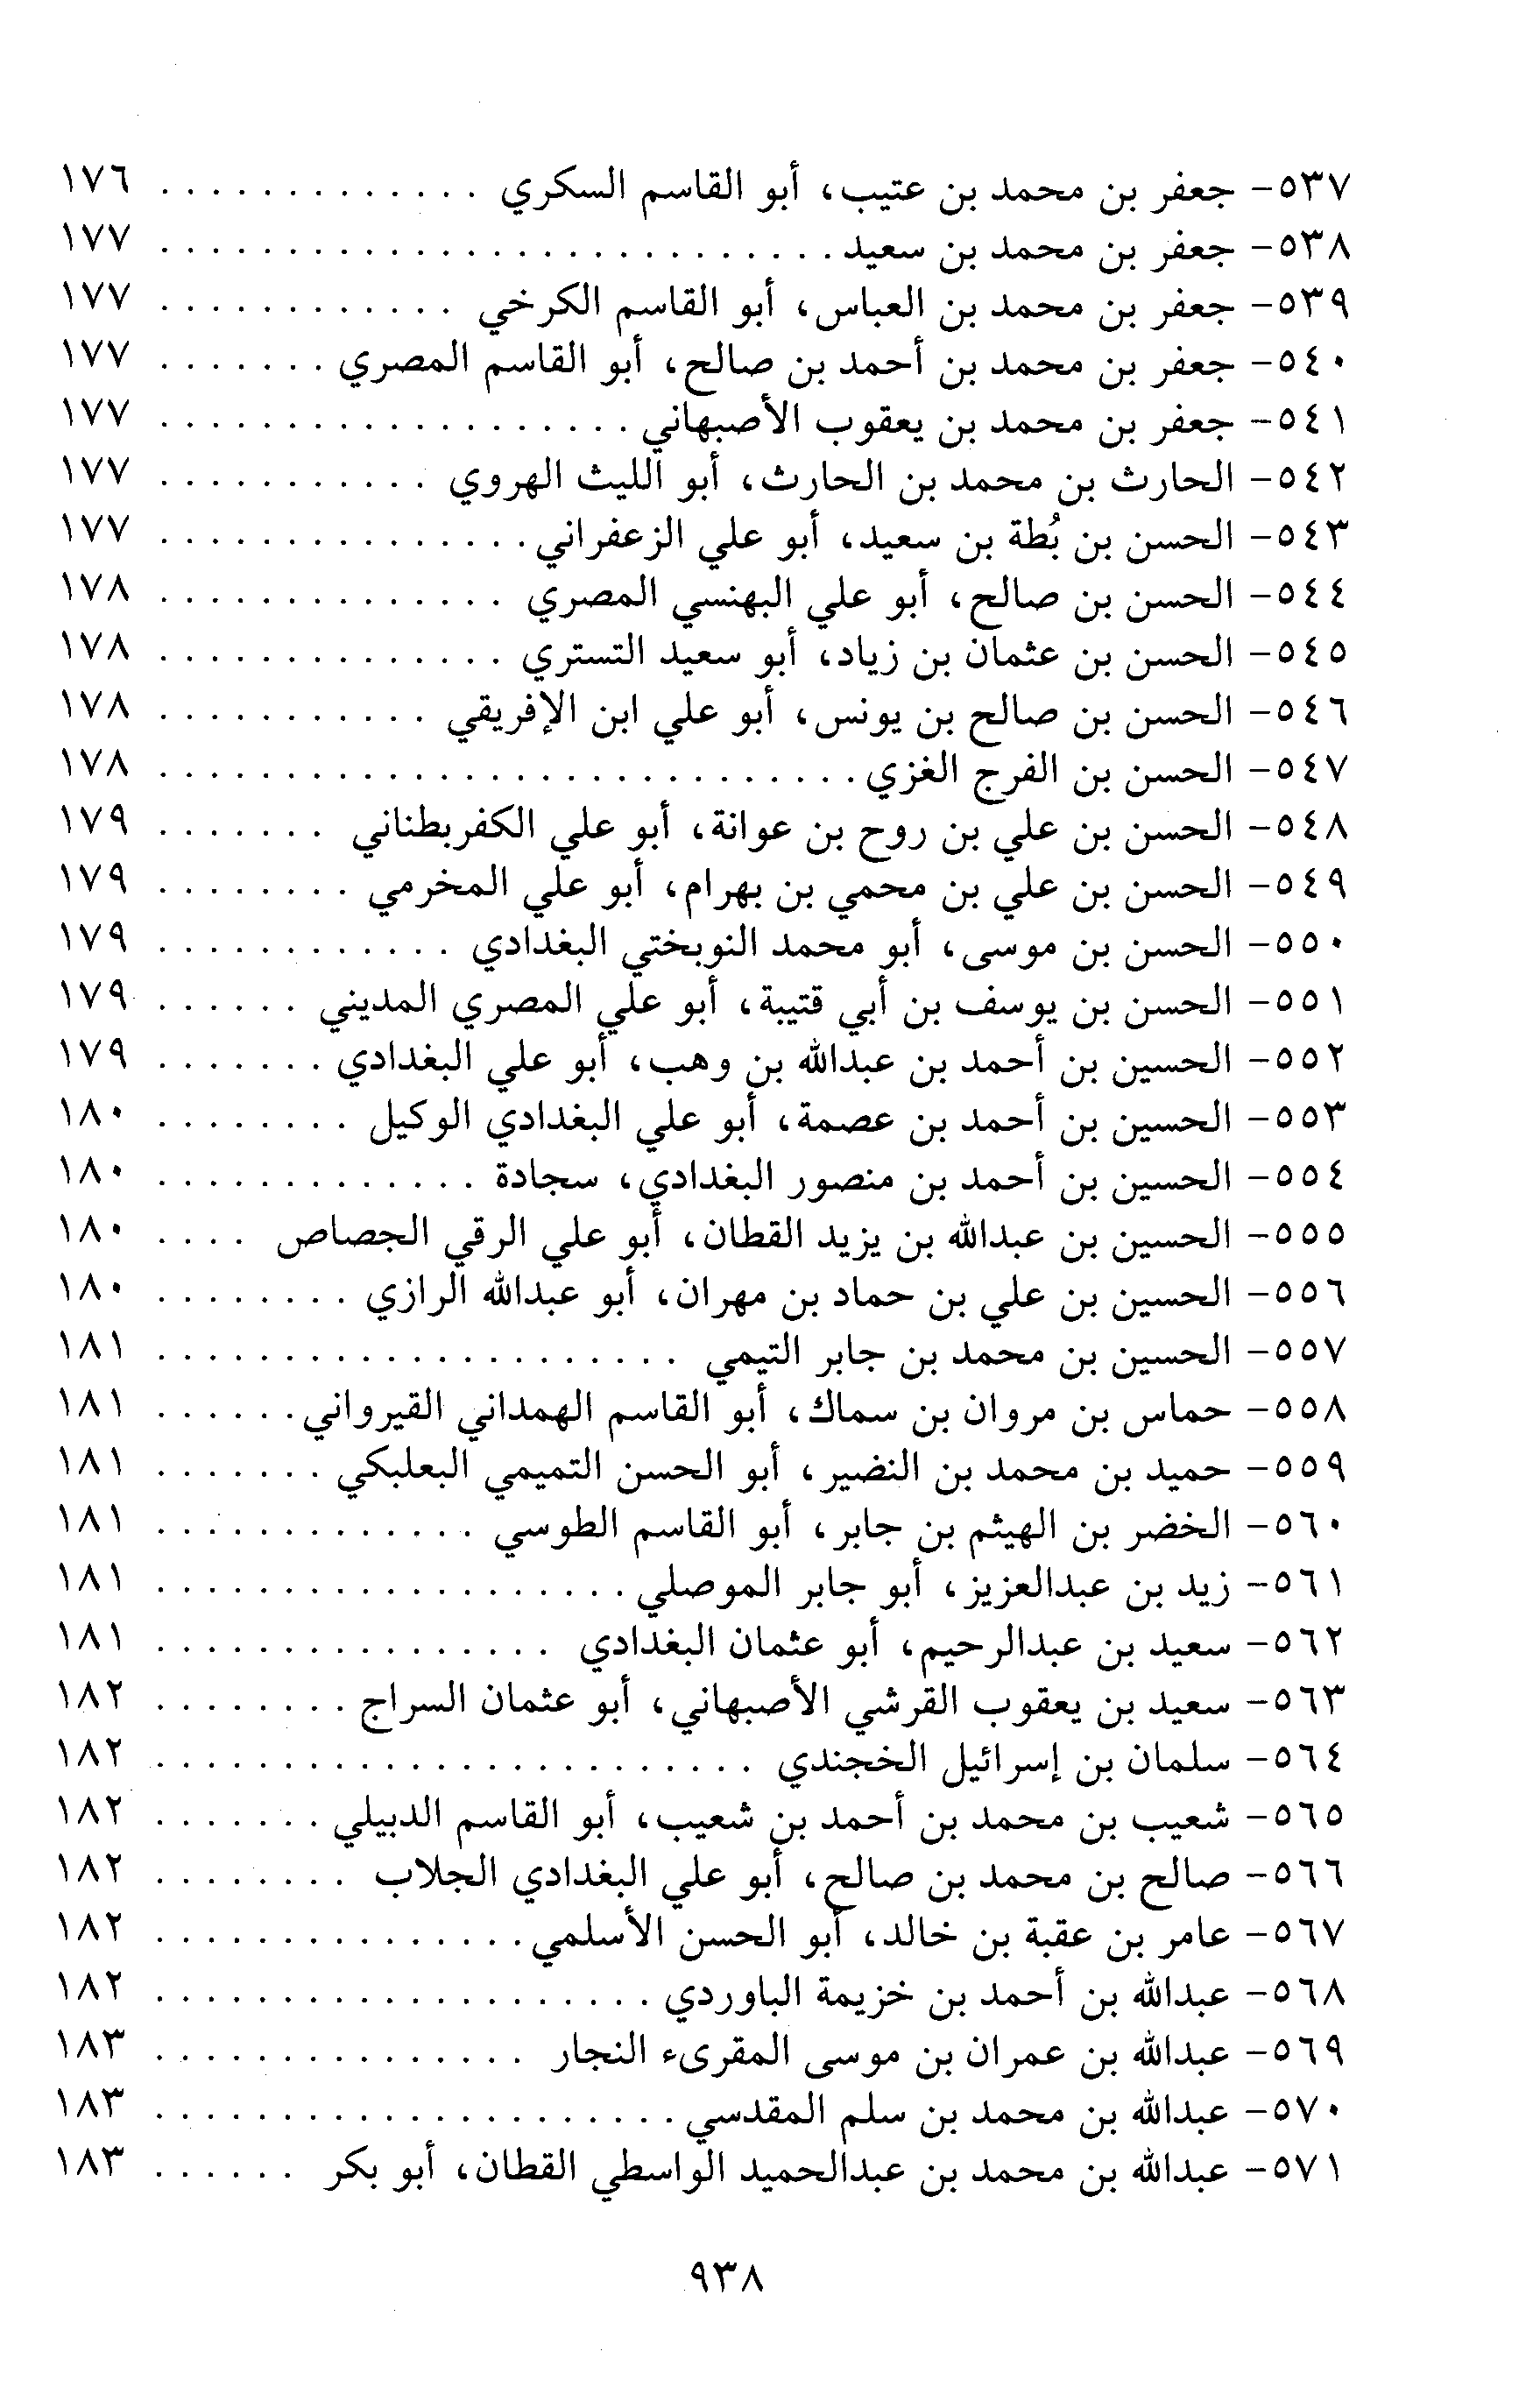 ٥٣٧- جعفر بن محمد بن عتيب، أبو القاسم السكري . . . . . . . . . . . . . ١٧٦
٥٣٨- جعفر بن محمد بن سعيد . . . . . . . . . . . . . . . . . . . . . . . . . . . ١٧٧
٥٣٩- جعفر بن محمد بن العباس، أبو القاسم الكرخي . . . . . . . . . . . . ١٧٧
٥٤٠- جعفر بن محمد بن أحمد بن صالح، أبو القاسم المصري . . . . . . . ١٧٧
٥٤١- جعفر بن محمد بن يعقوب الأصبهاني . . . . . . . . . . . . . . . . . . . ١٧٧
٥٤٢- الحارث بن محمد بن الحارث، أبو الليث الهروي . . . . . . . . . . . ١٧٧
٥٤٣- الحسن بن بُطة بن سعيد، أبو علي الزعفراني . . . . . . . . . . . . . . . ١٧٧
٥٤٤- الحسن بن صالح، أبو علي البهنسي المصري . . . . . . . . . . . . . . ١٧٨
٥٤٥- الحسن بن عثمان بن زياد، أبو سعيد التستري . . . . . . . . . . . . . . ١٧٨
٥٤٦- الحسن بن صالح بن يونس، أبو علي ابن الإفريقي . . . . . . . . . . . ١٧٨
٥٤٧- الحسن بن الفرج الغزي . . . . . . . . . . . . . . . . . . . . . . . . . . . . ١٧٨
٥٤٨- الحسن بن علي بن روح بن عوانة، أبو علي الكفربطناني . . . . . . . ١٧٩
٥٤٩- الحسن بن علي بن محمي بن بهرام، أبو علي المخرمي . . . . . . . . ١٧٩
٥٥٠- الحسن بن موسى، أبو محمد النوبختي البغدادي . . . . . . . . . . . . ١٧٩
٥٥١- الحسن بن يوسف بن أبي قتيبة، أبو علي المصري المديني . . . . . . ١٧٩
٥٥٢- الحسين بن أحمد بن عبدالله بن وهب، أبو علي البغدادي . . . . . . . ١٧٩
٥٥٣- الحسين بن أحمد بن عصمة، أبو علي البغدادي الوكيل . . . . . . . . ١٨٠
٥٥٤- الحسين بن أحمد بن منصور البغدادي، سجادة . . . . . . . . . . . . . ١٨٠
٥٥٥- الحسين بن عبدالله بن يزيد القطان، أبو علي الرقي الجصاص . . . . ١٨٠
٥٥٦- الحسين بن علي بن حماد بن مهران، أبو عبدالله الرازي . . . . . . . . ١٨٠
٥٥٧- الحسين بن محمد بن جابر التيمي . . . . . . . . . . . . . . . . . . . . . ١٨١
٥٥٨- حماس بن مروان بن سماك، أبو القاسم الهمداني القيرواني . . . . . . ١٨١
٥٥٩- حميد بن محمد بن النضير، أبو الحسن التميمي البعلبكي . . . . . . . ١٨١
٥٦٠- الخضر بن الهيثم بن جابر، أبو القاسم الطوسي . . . . . . . . . . . . . ١٨١
٥٦١- زيد بن عبدالعزيز، أبو جابر الموصلي . . . . . . . . . . . . . . . . . . . ١٨١
٥٦٢- سعيد بن عبدالرحيم، أبو عثمان البغدادي . . . . . . . . . . . . . . . . ١٨١
٥٦٣- سعيد بن يعقوب القرشي الأصبهاني، أبو عثمان السراج . . . . . . . . ١٨٢
٥٦٤- سلمان بن إسرائيل الخجندي . . . . . . . . . . . . . . . . . . . . . . . . ١٨٢
٥٦٥- شعيب بن محمد بن أحمد بن شعيب، أبو القاسم الدبيلي . . . . . . . ١٨٢
٥٦٦- صالح بن محمد بن صالح، أبو علي البغدادي الجلاب . . . . . . . . ١٨٢
٥٦٧- عامر بن عقبة بن خالد، أبو الحسن الأسلمي . . . . . . . . . . . . . . . ١٨٢
٥٦٨- عبدالله بن أحمد بن خزيمة الباوردي . . . . . . . . . . . . . . . . . . . . ١٨٢
٥٦٩- عبدالله بن عمران بن موسى المقرىء النجار . . . . . . . . . . . . . . . ١٨٣
٥٧٠- عبدالله بن محمد بن سلم المقدسي . . . . . . . . . . . . . . . . . . . . . ١٨٣
٥٧١- عبدالله بن محمد بن عبدالحميد الواسطي القطان، أبو بكر . . . . . . ١٨٣
٩٣٨